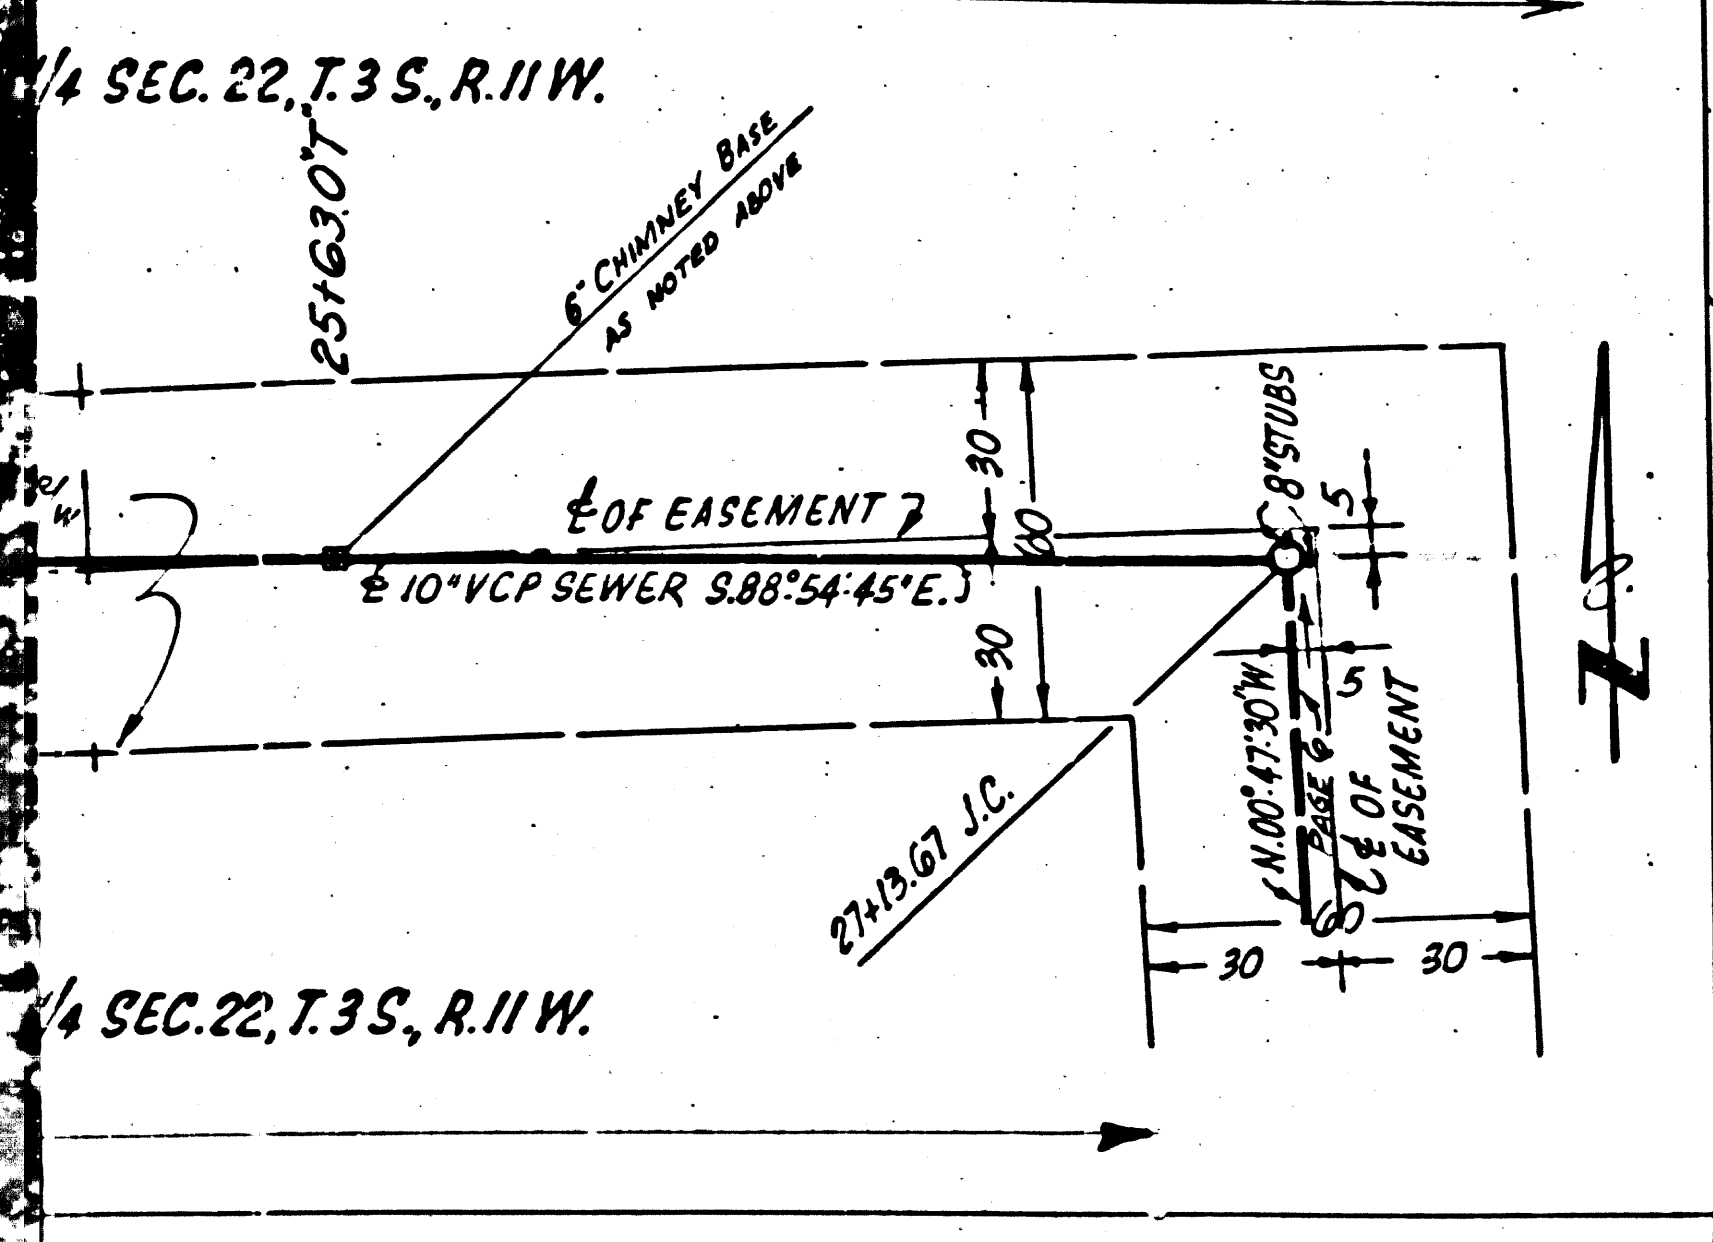 1/4 SEC. 22, T. 3 S., R. 11 W.
25+63.0 "T"
6" CHIMNEY BASE
AS NOTED ABOVE
8" STUBS
30
60
5
℄ OF EASEMENT
℄ 10" VCP SEWER S.88°:54':45"E.
30
5
N.00°:47':30"W.
PAGE 6
℄ OF
EASEMENT
N
27+13.67 J.C.
60
30
30
1/4 SEC. 22, T. 3 S., R. 11 W.